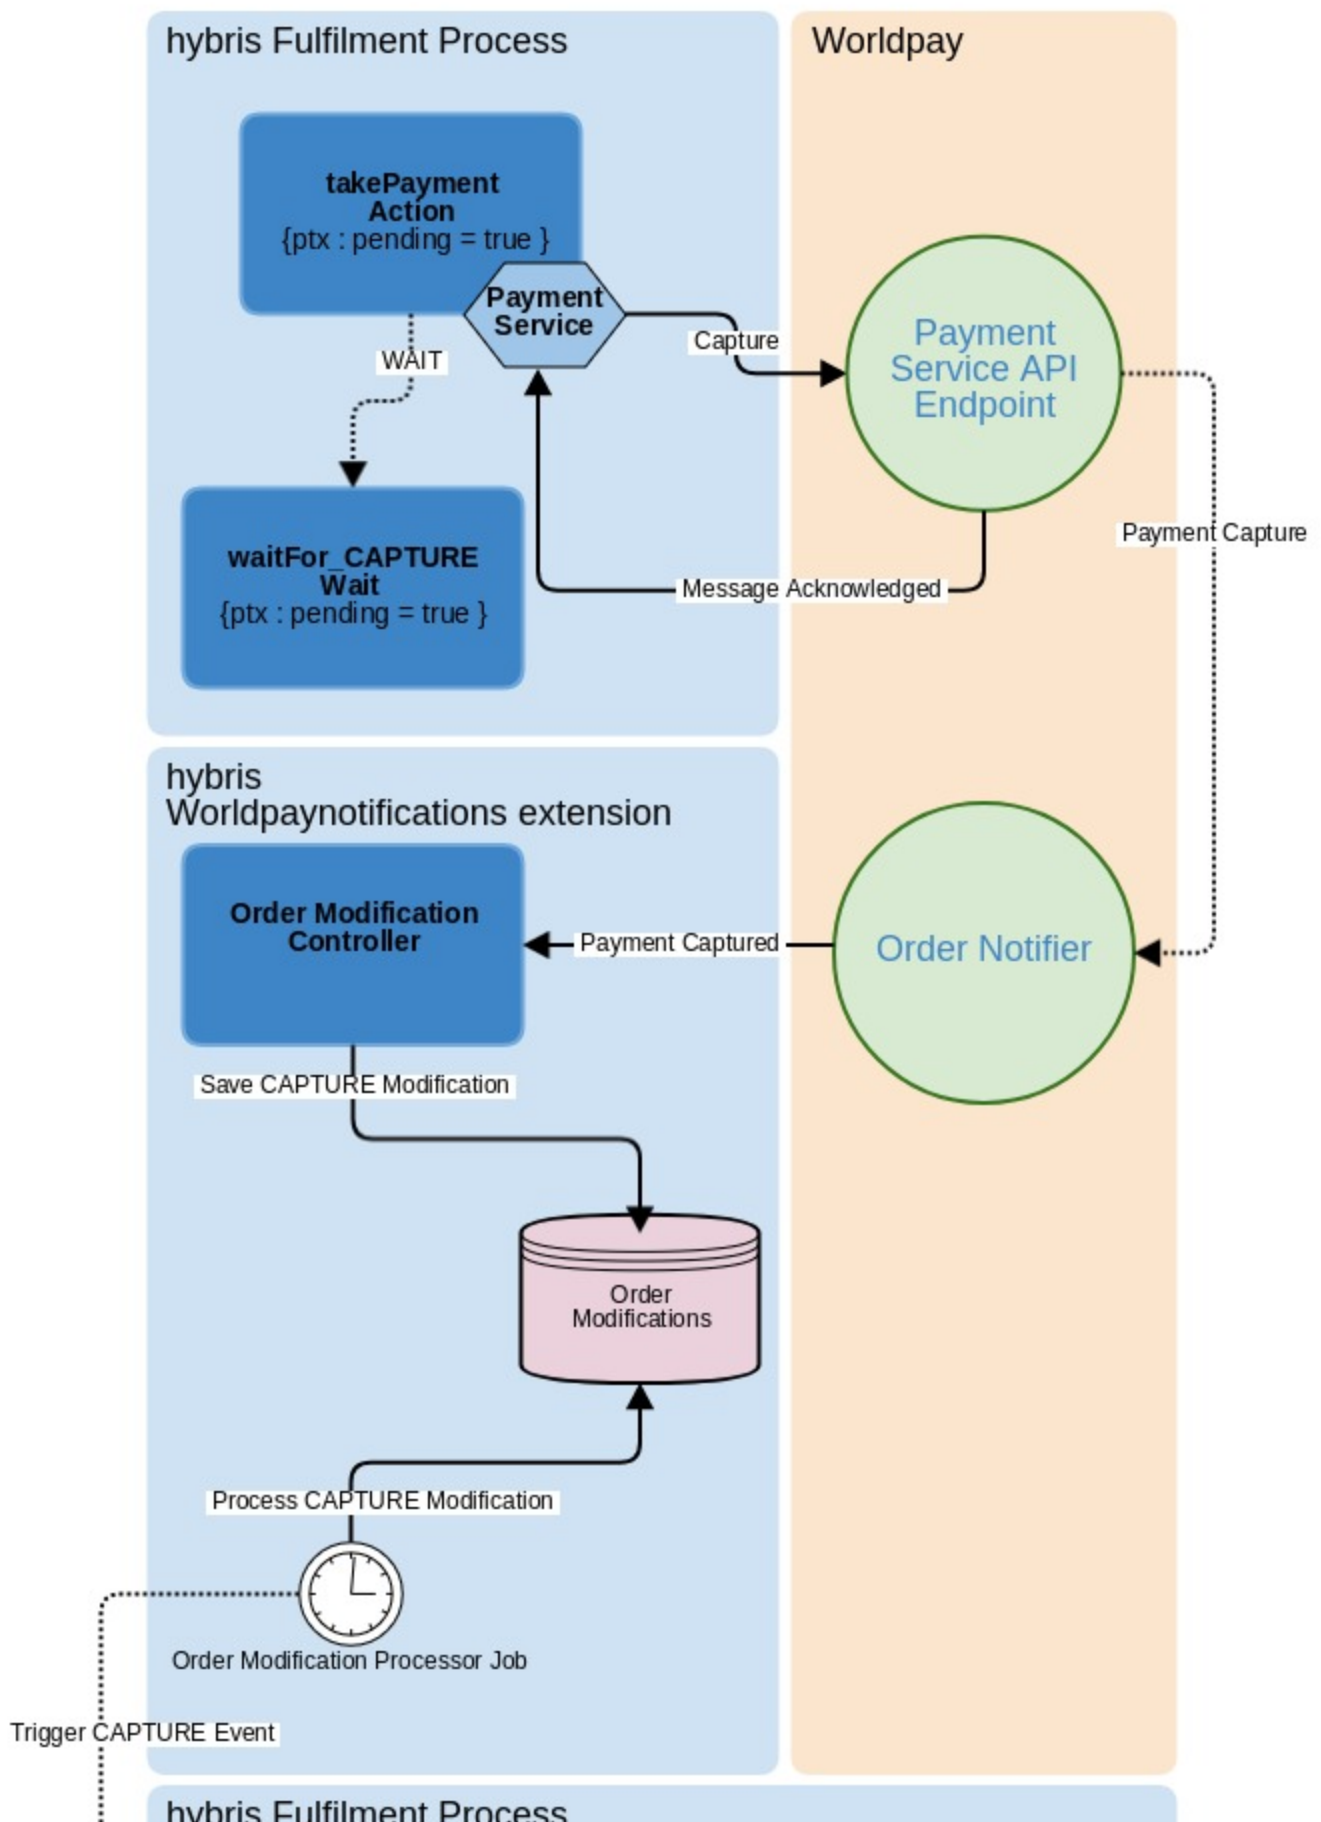 hybris Fulfilment Process
Worldpay
takePayment
Action
{ptx : pending = true }
Payment
Service
Capture
Payment
Service API
Endpoint
WAIT
Payment Capture
waitFor_CAPTURE
Wait
{ptx : pending = true }
Message Acknowledged
hybris
Worldpaynotifications extension
Order Modification
Controller
Payment Captured
Order Notifier
Save CAPTURE Modification
Order
Modifications
Process CAPTURE Modification
Order Modification Processor Job
Trigger CAPTURE Event
hybris Fulfilment Process